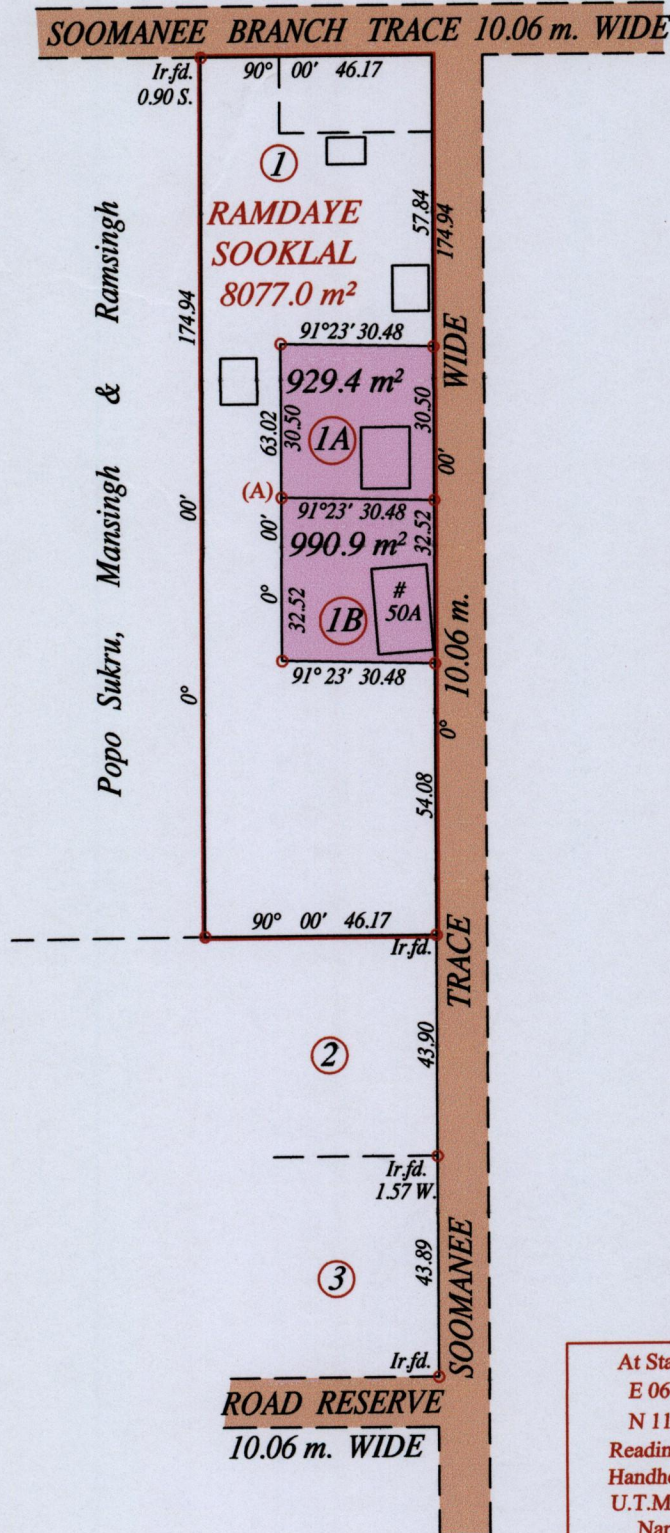 SOOMANEE BRANCH TRACE 10.06 m. WIDE
Ir.fd.
0.90 S.
90° 00' 46.17
1
RAMDAYE
SOOKLAL
8077.0 m²
57.84
174.94
174.94
00'
0°
Popo Sukru, Mansingh & Ramsingh
91°23' 30.48
929.4 m²
1A
63.02
30.50
30.50
WIDE
00'
(A)
91°23' 30.48
990.9 m²
00'
0°
32.52
32.52
#
50A
1B
91° 23' 30.48
10.06 m.
0°
54.08
90° 00' 46.17
Ir.fd.
TRACE
2
43.90
Ir.fd.
1.57 W.
3
43.89
SOOMANEE
Ir.fd.
ROAD RESERVE
10.06 m. WIDE
At
E 06
N 11
U.T.M